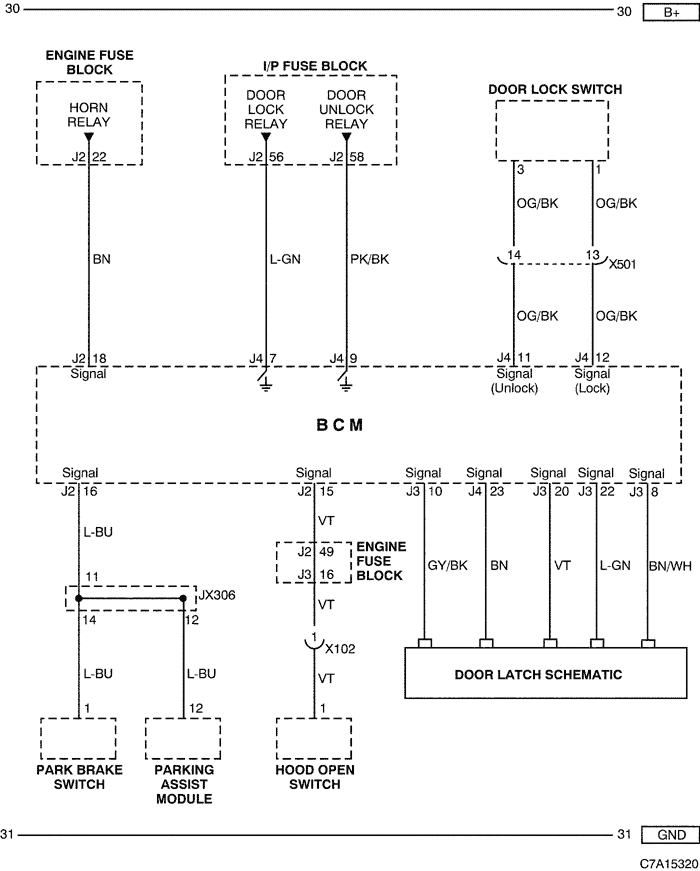 30 30 B+
ENGINE FUSE
BLOCK
HORN
RELAY
J2 22
I/P FUSE BLOCK
DOOR
LOCK
RELAY
DOOR
UNLOCK
RELAY
J2 56 J2 58
DOOR LOCK SWITCH
3 1
OG/BK OG/BK
BN L-GN PK/BK
14 13 X501
OG/BK OG/BK
J2 18 J4 7 J4 9 J4 11 J4 12
Signal
Signal
(Unlock)
Signal
(Lock)
BCM
Signal Signal Signal Signal Signal Signal Signal
J2 16 J2 15 J3 10 J4 23 J3 20 J3 22 J3 8
L-BU
VT
J2 49
J3 16
ENGINE
FUSE
BLOCK
GY/BK BN VT L-GN BN/WH
11
JX306
14 12
VT
1
X102
VT
L-BU L-BU
DOOR LATCH SCHEMATIC
1 12 1
PARK BRAKE
SWITCH
PARKING
ASSIST
MODULE
HOOD OPEN
SWITCH
31 31 GND
C7A15320